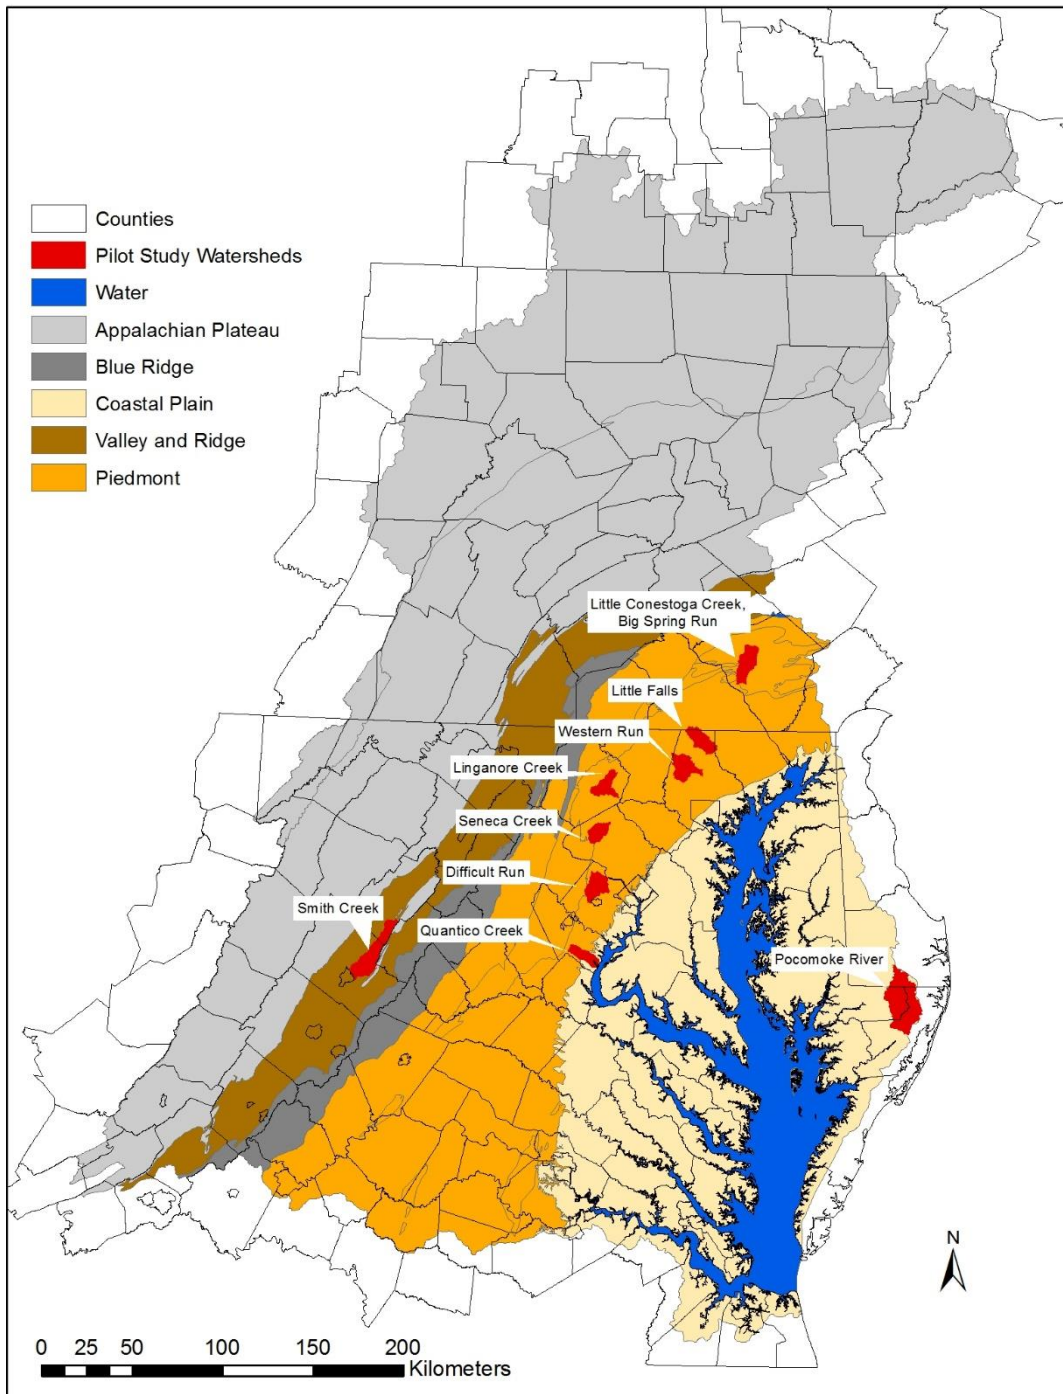 Counties
Pilot Study Watersheds
Water
Appalachian Plateau
Blue Ridge
Coastal Plain
Valley and Ridge
Piedmont
Little Conestoga Creek,
Big Spring Run
Little Falls
Western Run
Linganore Creek
Seneca Creek
Difficult Run
Smith Creek
Quantico Creek
Pocomoke River
N
0 25 50 100 150 200
Kilometers